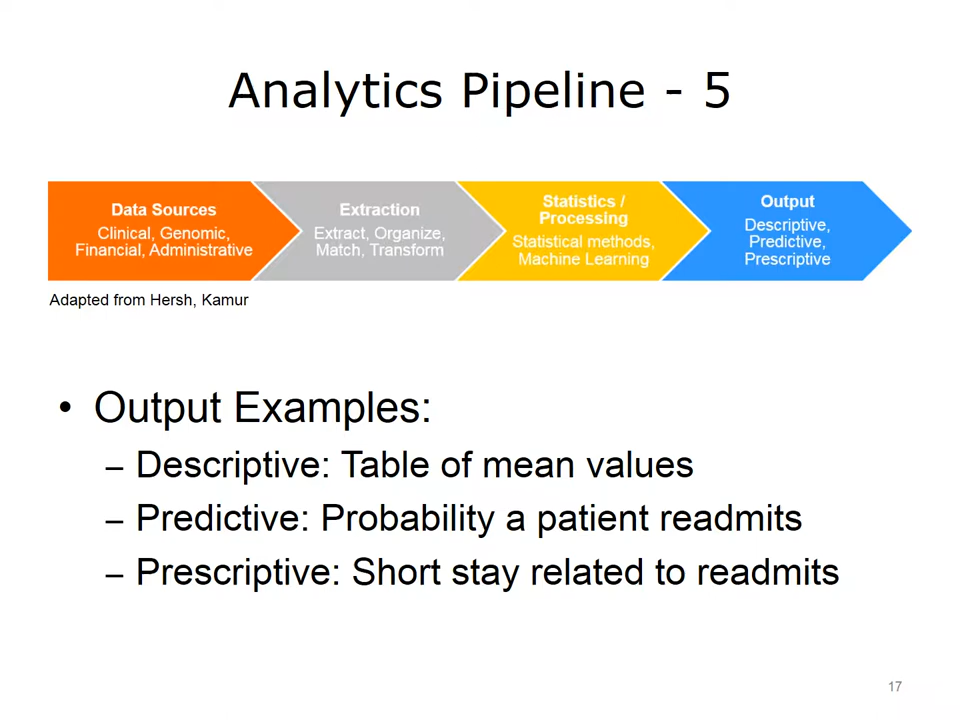 Analytics Pipeline - 5
Data Sources
Clinical, Genomic,
Financial, Administrative
Extraction
Extract, Organize,
Match, Transform
Statistics /
Processing
Statistical methods,
Machine Learning
Output
Descriptive,
Predictive,
Prescriptive
Adapted from Hersh, Kamur
• Output Examples:
– Descriptive: Table of mean values
– Predictive: Probability a patient readmits
– Prescriptive: Short stay related to readmits
17